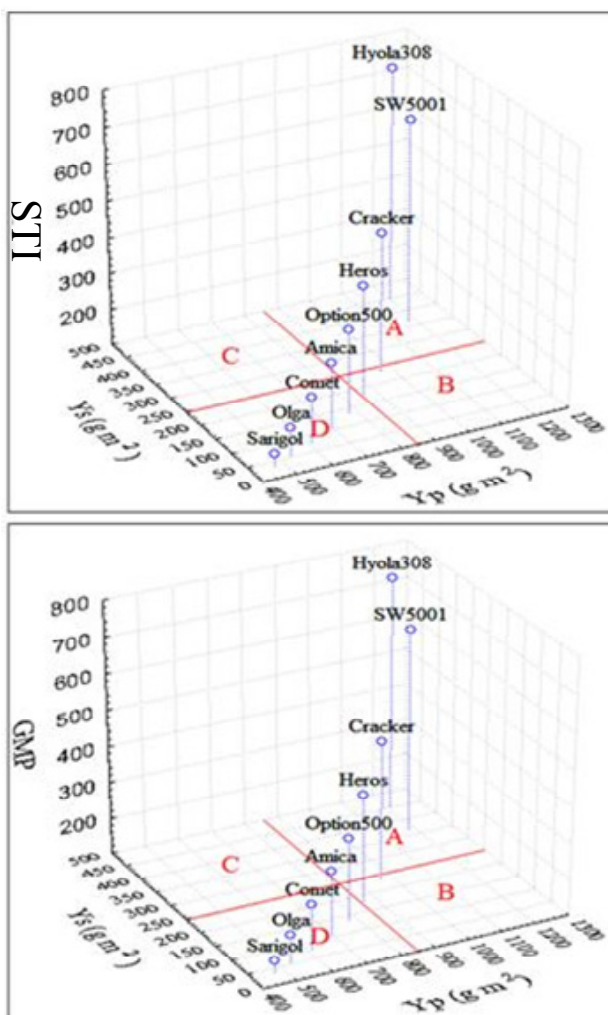 Hyola308
SW5001
800
700
600
500
400
300
200
STI
Cracker
Heros
Option500
A
Amica
C
B
Comet
Olga
D
Sarigol
500
450
400
350
300
250
200
150
100
50
0
Ys(g m²)
400
500
600
700
800
900
1000
1100
1200
1300
Yp (g m²)
Hyola308
SW5001
800
700
600
500
400
300
200
GMP
Cracker
Heros
Option500
A
Amica
C
B
Comet
Olga
D
Sarigol
500
450
400
350
300
250
200
150
100
50
0
Ys(g m²)
400
500
600
700
800
900
1000
1100
1200
1300
Yp (g m²)